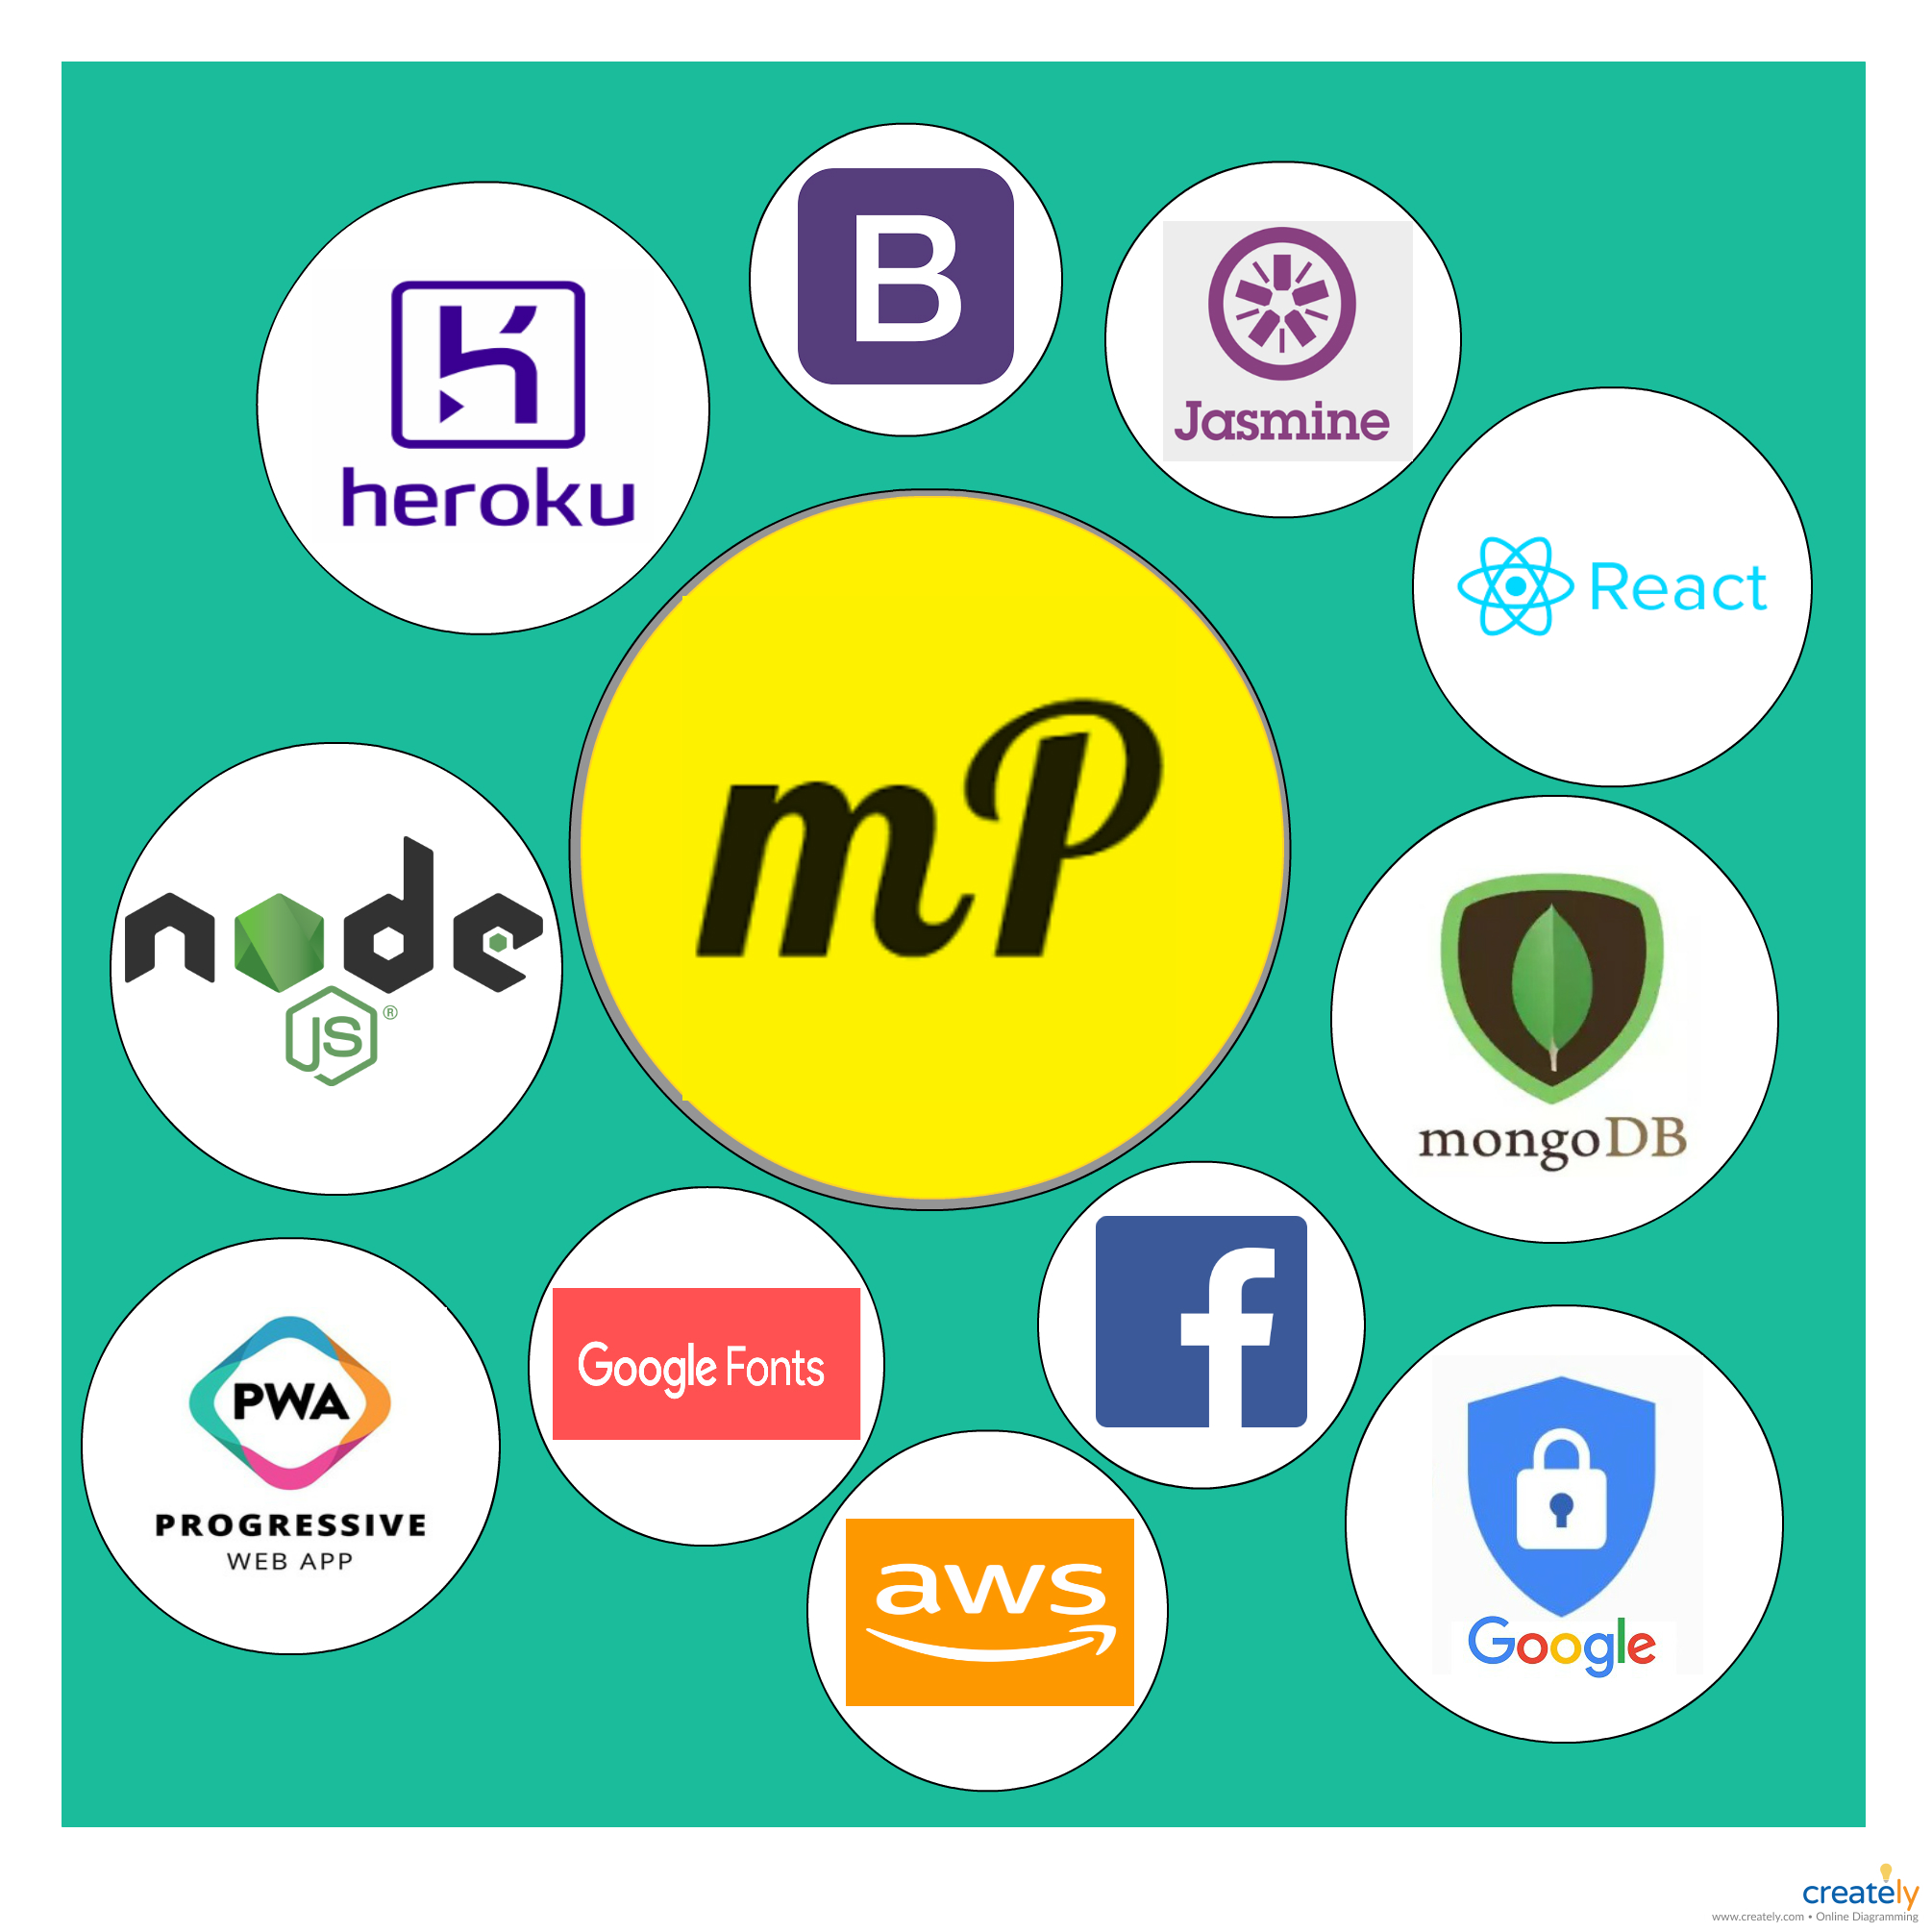 B
heroku
Jasmine
React
mP
node
JS®
mongoDB
PWA
PROGRESSIVE
WEB APP
Google Fonts
f
aws
Google
creately
www.creately.com • Online Diagramming